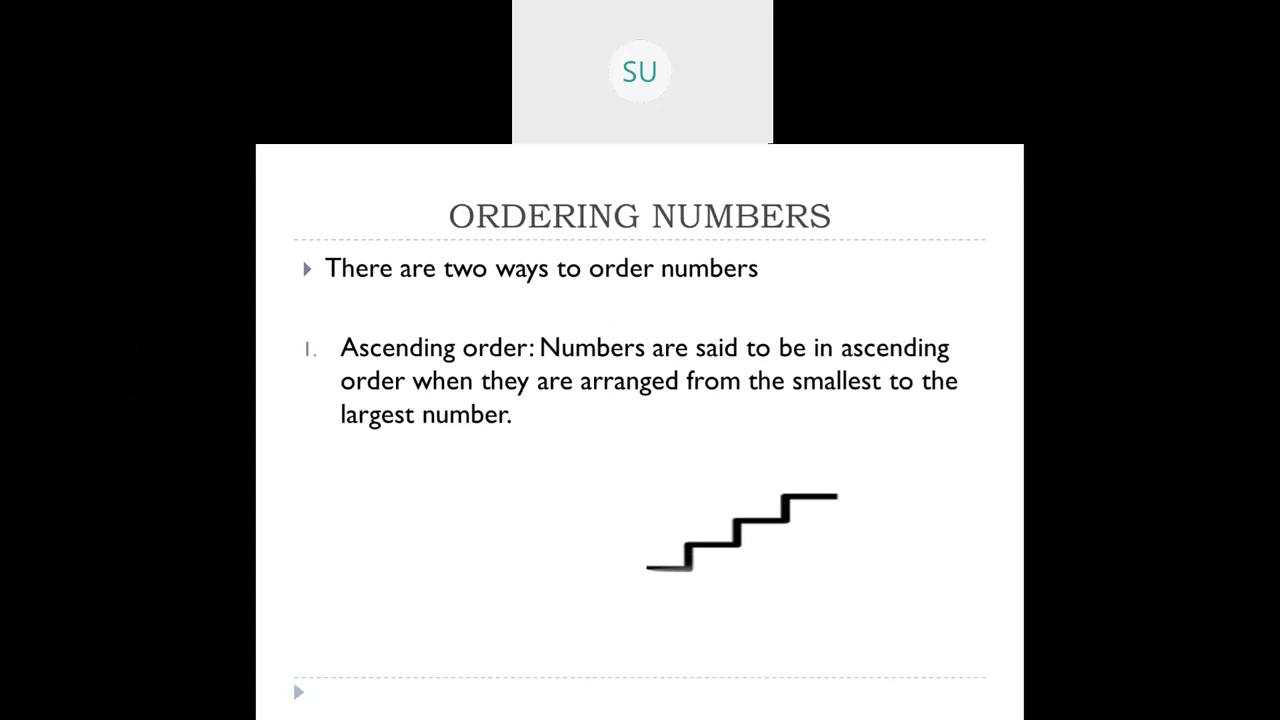 SU
ORDERING NUMBERS
There are two ways to order numbers
1. Ascending order: Numbers are said to be in ascending
order when they are arranged from the smallest to the
largest number.